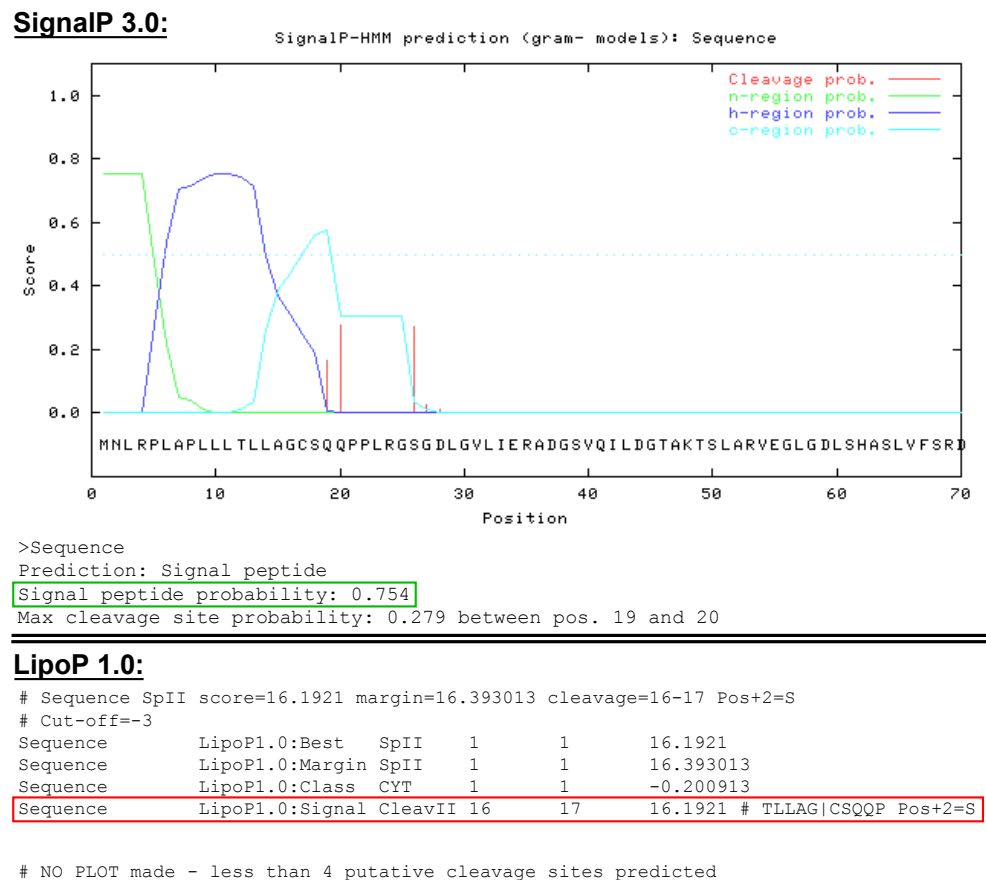 SignalP 3.0:
SignalP-HMM prediction (gram- models): Sequence
Cleavage prob.
n-region prob.
h-region prob.
c-region prob.
1.0
0.8
0.6
0.4
0.2
0.0
Score
MNLRPLAPLLLTLLAGCSQQPPLRGSGDLGVLIERADGSVQILDGTAKTSLARVEGLGDLSHASLVFSRD
0 10 20 30 40 50 60 70
Position
>Sequence
Prediction: Signal peptide
Signal peptide probability: 0.754
Max cleavage site probability: 0.279 between pos. 19 and 20
LipoP 1.0:
# Sequence SpII score=16.1921 margin=16.393013 cleavage=16-17 Pos+2=S
# Cut-off=-3
Sequence LipoP1.0:Best SpII 1 1 16.1921
Sequence LipoP1.0:Margin SpII 1 1 16.393013
Sequence LipoP1.0:Class CYT 1 1 -0.200913
Sequence LipoP1.0:Signal CleavII 16 17 16.1921 # TLLAG|CSQQP Pos+2=S
# NO PLOT made - less than 4 putative cleavage sites predicted